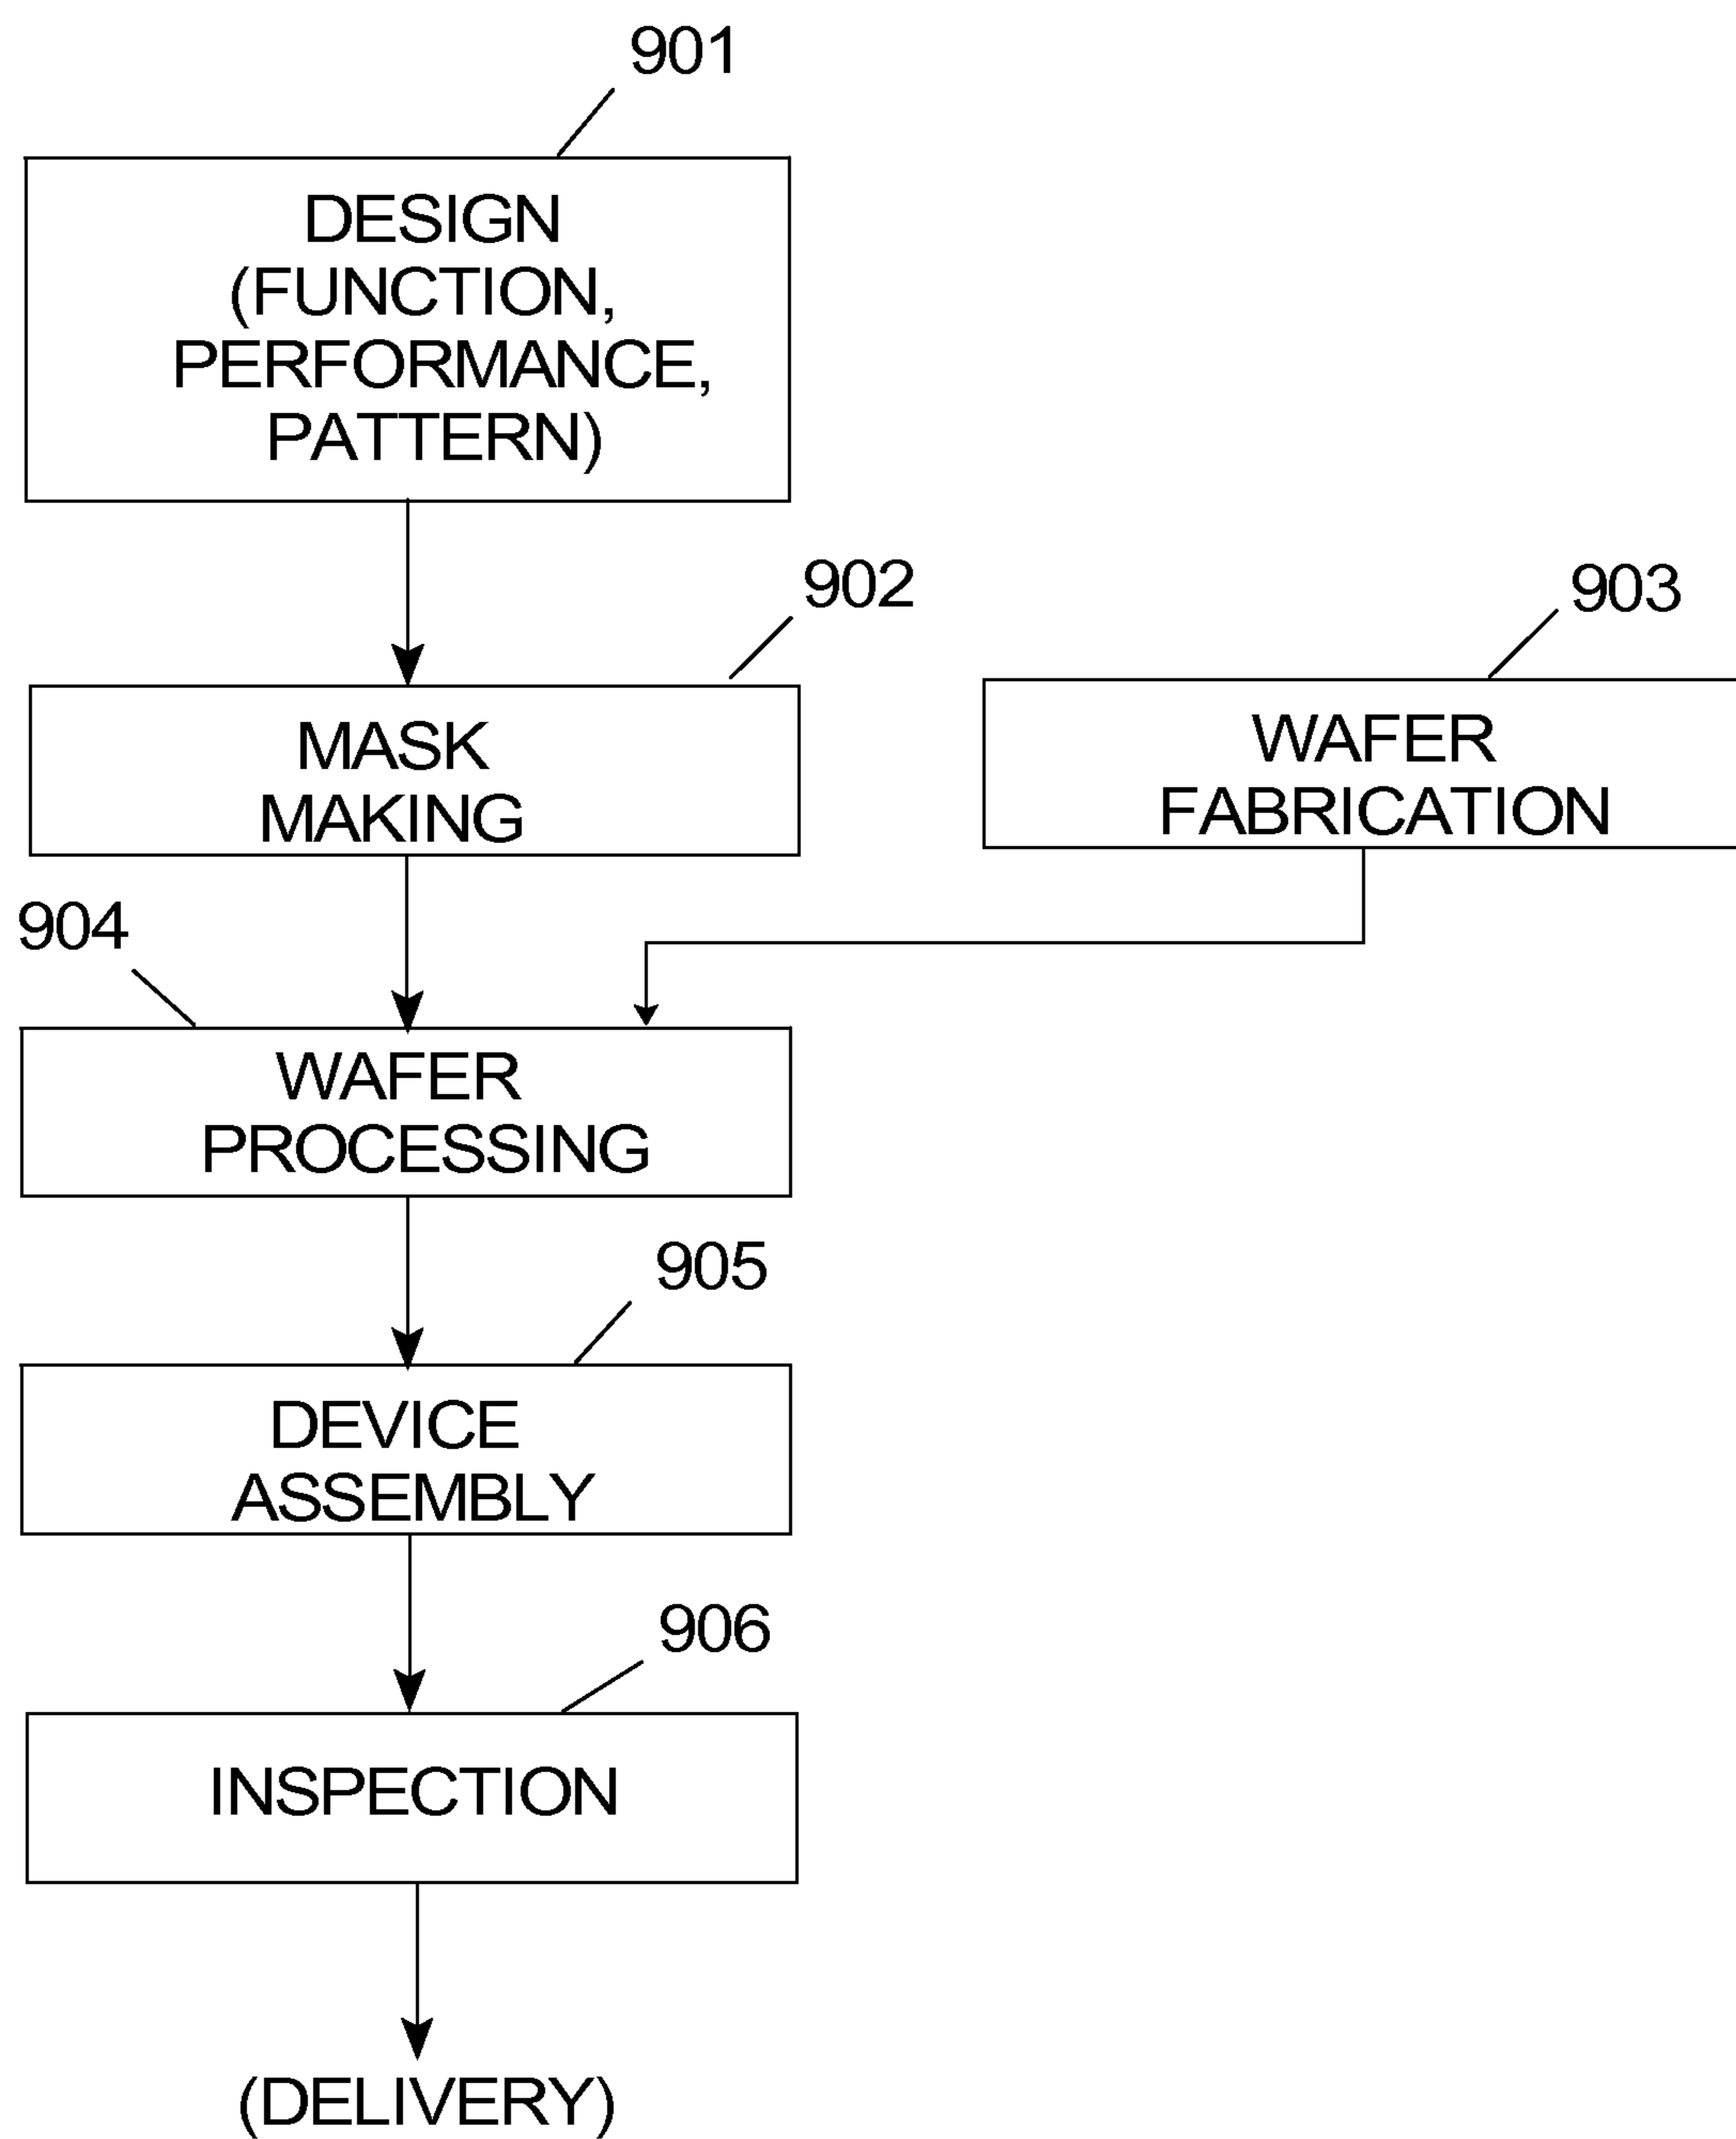 901
DESIGN
(FUNCTION,
PERFORMANCE,
PATTERN)
902
903
MASK
MAKING
WAFER
FABRICATION
904
WAFER
PROCESSING
905
DEVICE
ASSEMBLY
906
INSPECTION
(DELIVERY)